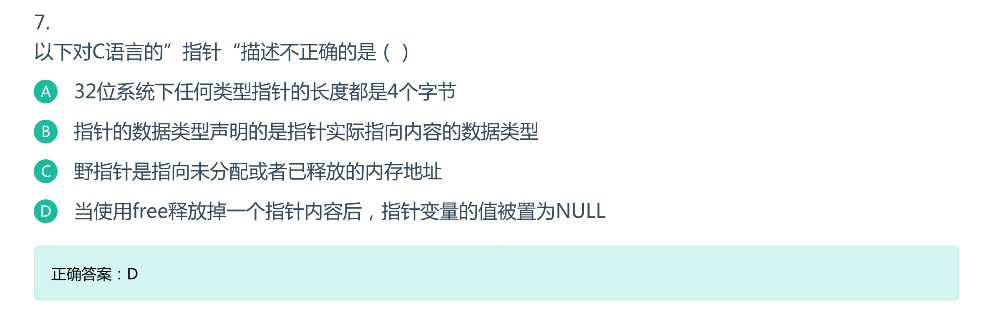 7.
以下对C语言的”指针“描述不正确的是（ ）
A 32位系统下任何类型指针的长度都是4个字节
B 指针的数据类型声明的是指针实际指向内容的数据类型
C 野指针是指向未分配或者已释放的内存地址
D 当使用free释放掉一个指针内容后，指针变量的值被置为NULL
正确答案：D